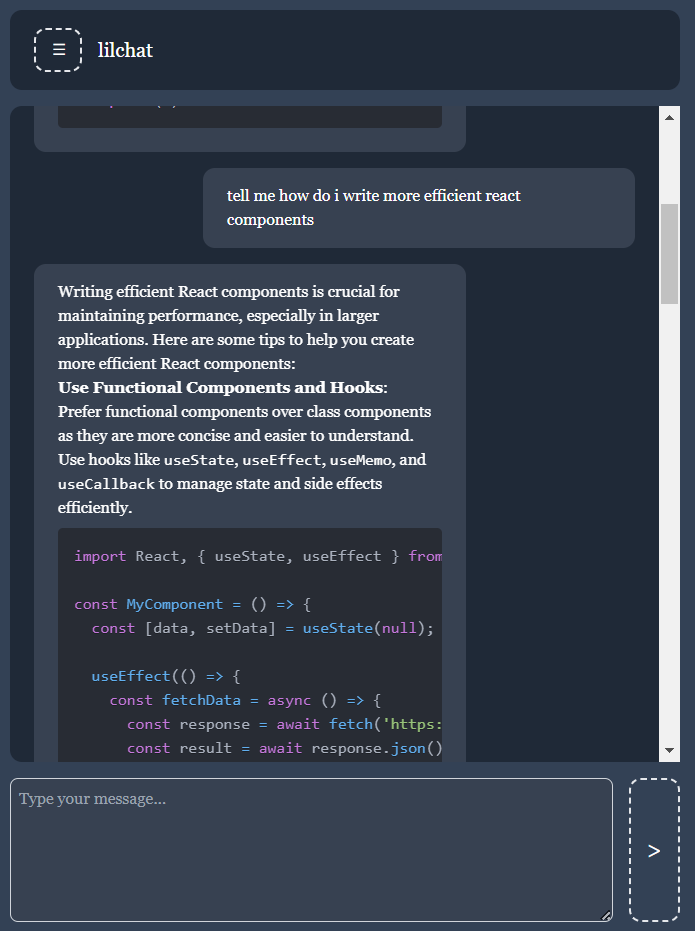 ☰ lilchat
tell me how do i write more efficient react
components
Writing efficient React components is crucial for
maintaining performance, especially in larger
applications. Here are some tips to help you create
more efficient React components:
Use Functional Components and Hooks:
Prefer functional components over class components
as they are more concise and easier to understand.
Use hooks like useState, useEffect, useMemo, and
useCallback to manage state and side effects
efficiently.
import React, { useState, useEffect } from
const MyComponent = () => {
const [data, setData] = useState(null);
useEffect(() => {
const fetchData = async () => {
const response = await fetch('https:
const result = await response.json()
Type your message...
>